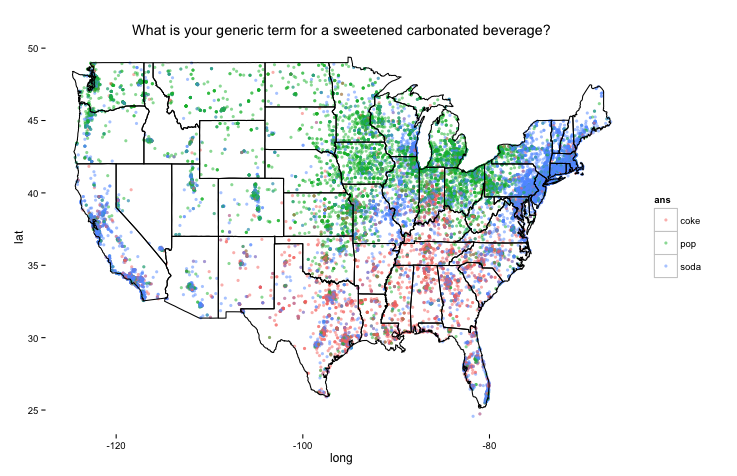 What is your generic term for a sweetened carbonated beverage?
50
45
40
35
30
25
lat
-120
-100
-80
long
ans
coke
pop
soda